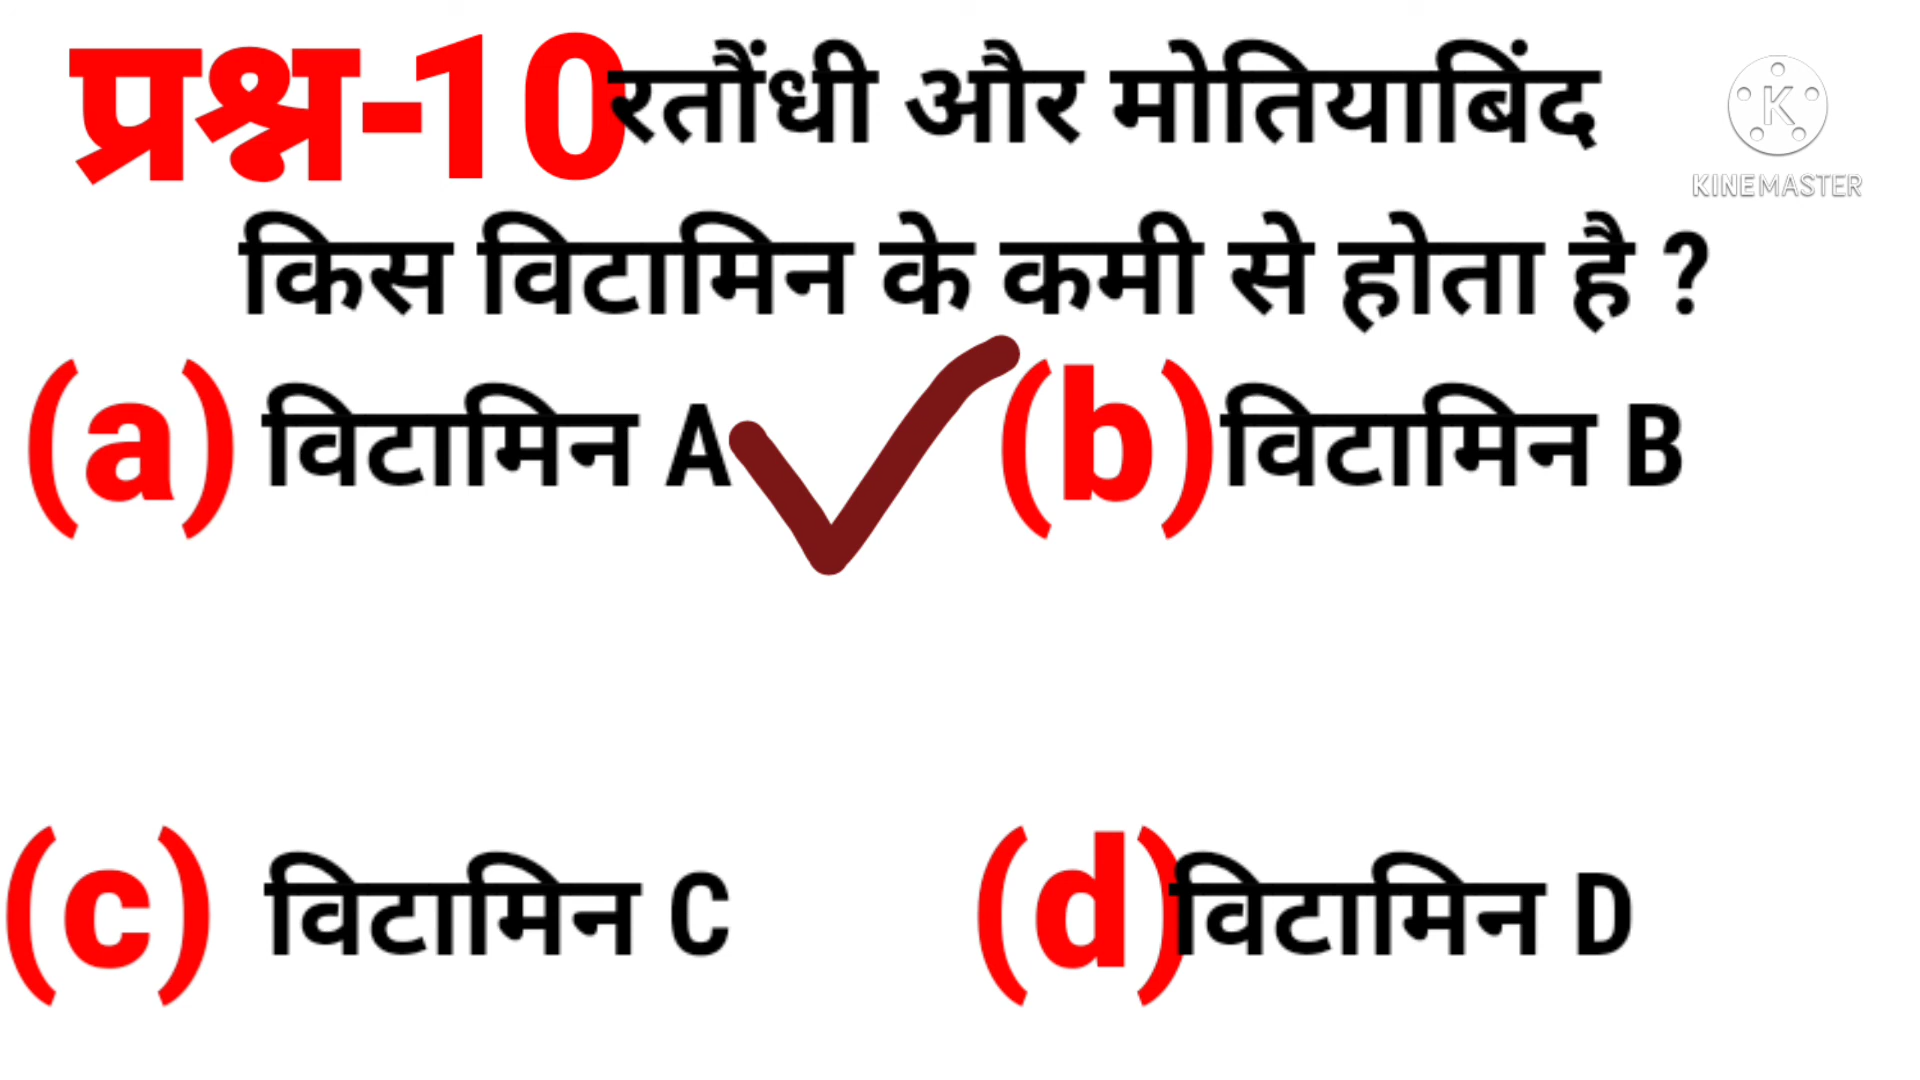 प्रश्न-10 रतौंधी और मोतियाबिंद
किस विटामिन के कमी से होता है ?
(a) विटामिन A (b) विटामिन B
(c) विटामिन C (d) विटामिन D
K
KINEMASTER